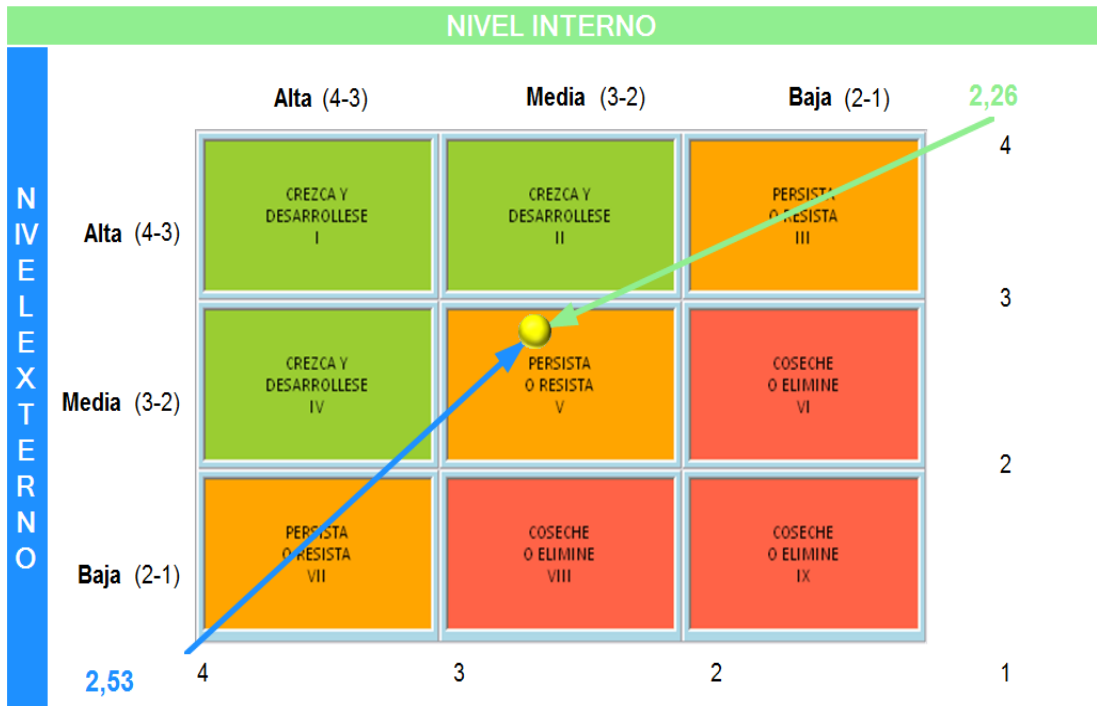 NIVEL INTERNO
Alta (4-3)
Media (3-2)
Baja (2-1)
2,26
4
NIVEL EXTERNO
Alta (4-3)
CREZCA Y
DESARROLLESE
I
CREZCA Y
DESARROLLESE
II
PERSISTA
O RESISTA
III
3
Media (3-2)
CREZCA Y
DESARROLLESE
IV
PERSISTA
O RESISTA
V
COSECHE
O ELIMINE
VI
2
Baja (2-1)
PERSISTA
O RESISTA
VII
COSECHE
O ELIMINE
VIII
COSECHE
O ELIMINE
IX
2,53
4
3
2
1